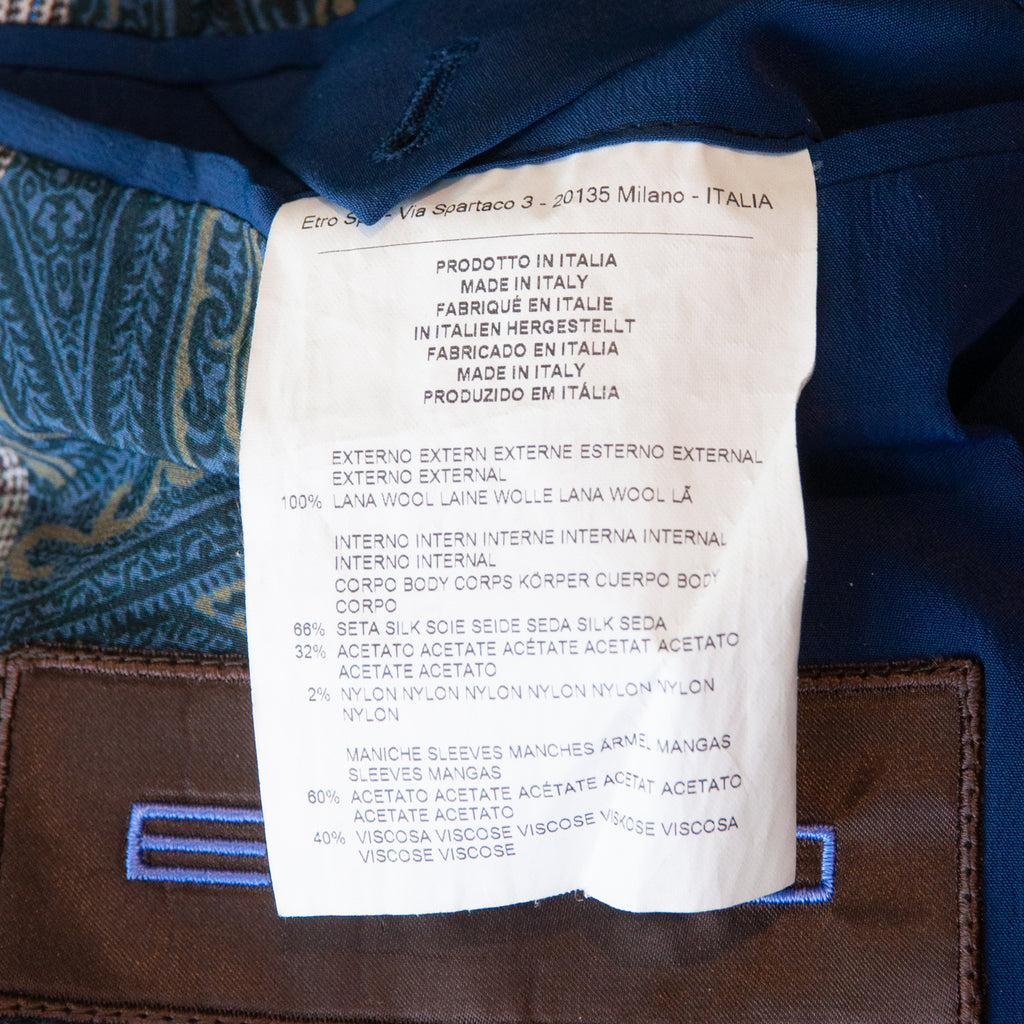 Etro Sp - Via Spartaco 3 - 20135 Milano - ITALIA
PRODOTTO IN ITALIA
MADE IN ITALY
FABRIQUÉ EN ITALIE
IN ITALIEN HERGESTELLT
FABRICADO EN ITALIA
MADE IN ITALY
PRODUZIDO EM ITÁLIA
EXTERNO EXTERN EXTERNE ESTERNO EXTERNAL
EXTERNO EXTERNAL
100% LANA WOOL LAINE WOLLE LANA WOOL LÃ
INTERNO INTERN INTERNE INTERNA INTERNAL
INTERNO INTERNAL
CORPO BODY CORPS KÖRPER CUERPO BODY
CORPO
66% SETA SILK SOIE SEIDE SEDA SILK SEDA
32% ACETATO ACETATE ACÉTATE ACETAT ACETATO
ACETATE ACETATO
2% NYLON NYLON NYLON NYLON NYLON NYLON
NYLON
MANICHE SLEEVES MANCHES ÄRMEL MANGAS
SLEEVES MANGAS
60% ACETATO ACETATE ACÉTATE ACETAT ACETATO
ACETATE ACETATO
40% VISCOSA VISCOSE VISCOSE VISKOSE VISCOSA
VISCOSE VISCOSE